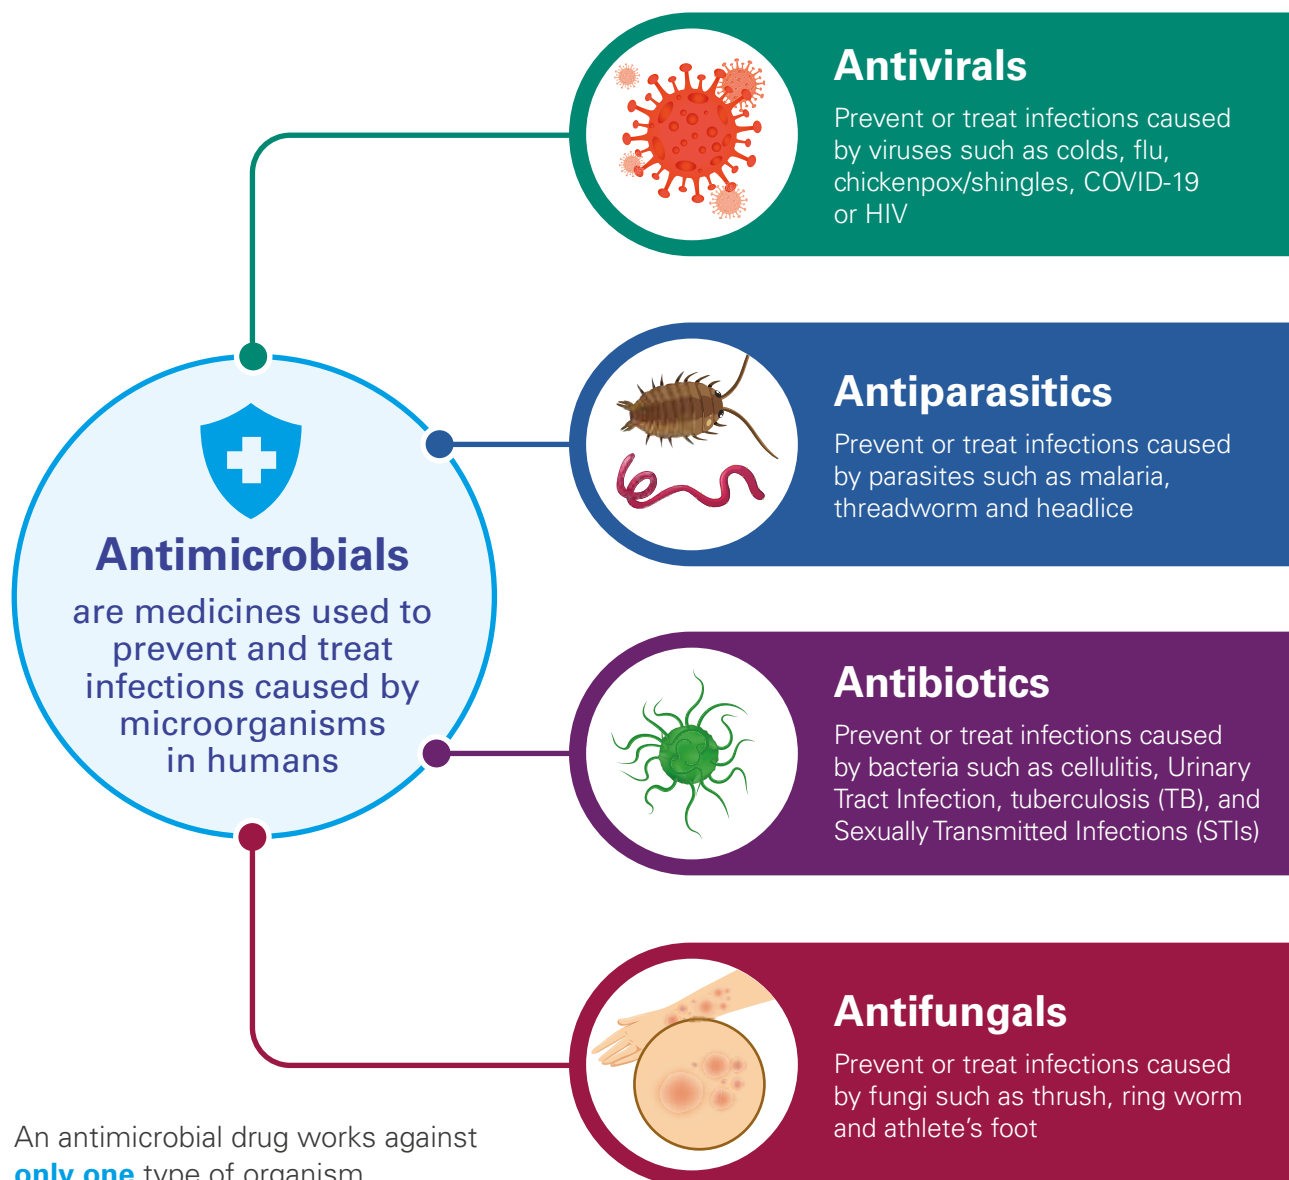 Antivirals
Prevent or treat infections caused
by viruses such as colds, flu,
chickenpox/shingles, COVID-19
or HIV
Antiparasitics
Prevent or treat infections caused
by parasites such as malaria,
threadworm and headlice
Antimicrobials
are medicines used to
prevent and treat
infections caused by
microorganisms
in humans
Antibiotics
Prevent or treat infections caused
by bacteria such as cellulitis, Urinary
Tract Infection, tuberculosis (TB), and
Sexually Transmitted Infections (STIs)
Antifungals
Prevent or treat infections caused
by fungi such as thrush, ring worm
and athlete's foot
An antimicrobial drug works against
only one type of organism